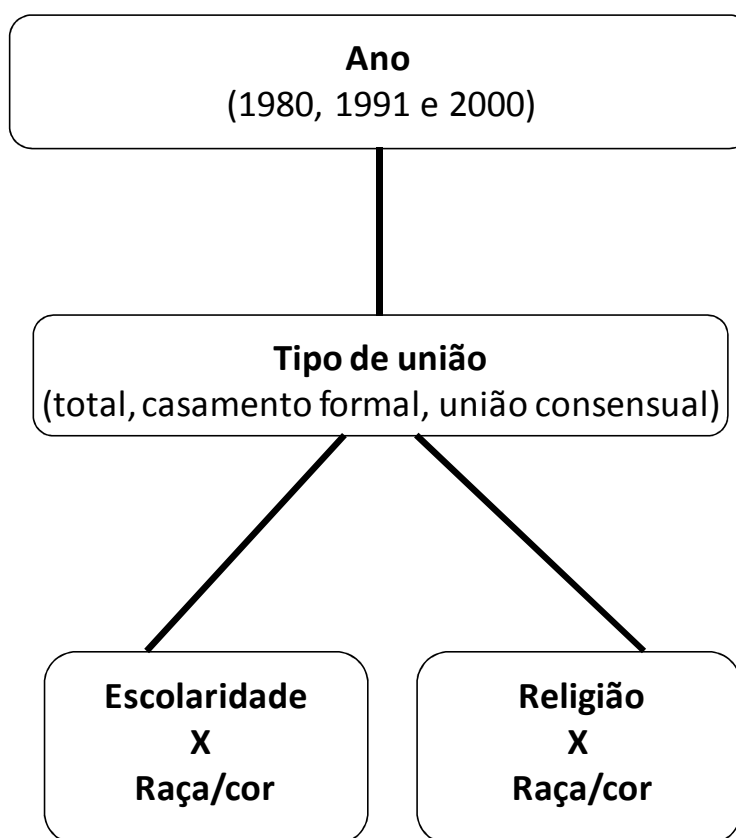 Ano
(1980, 1991 e 2000)
Tipo de união
(total, casamento formal, união consensual)
Escolaridade
X
Raça/cor
Religião
X
Raça/cor